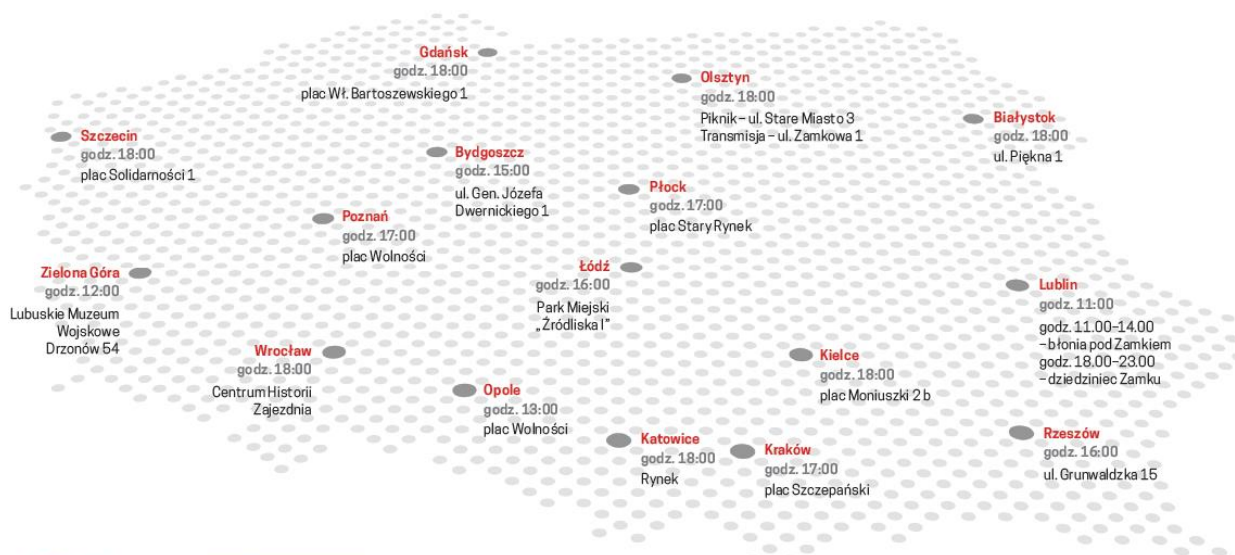 Gdańsk
godz. 18:00
plac Wł. Bartoszewskiego 1
Olsztyn
godz. 18:00
Piknik – ul. Stare Miasto 3
Transmisja – ul. Zamkowa 1
Białystok
godz. 18:00
ul. Piękna 1
Szczecin
godz. 18:00
plac Solidarności 1
Bydgoszcz
godz. 15:00
ul. Gen. Józefa
Dwernickiego 1
Płock
godz. 17:00
plac Stary Rynek
Poznań
godz. 17:00
plac Wolności
Zielona Góra
godz. 12:00
Lubuskie Muzeum
Wojskowe
Drzonów 54
Łódź
godz. 16:00
Park Miejski
„Źródliska I”
Lublin
godz. 11:00
godz. 11.00–14.00
– błonia pod Zamkiem
godz. 18.00–23.00
– dziedziniec Zamku
Wrocław
godz. 18:00
Centrum Historii
Zajezdnia
Kielce
godz. 18:00
plac Moniuszki 2 b
Opole
godz. 13:00
plac Wolności
Katowice
godz. 18:00
Rynek
Kraków
godz. 17:00
plac Szczepański
Rzeszów
godz. 16:00
ul. Grunwaldzka 15